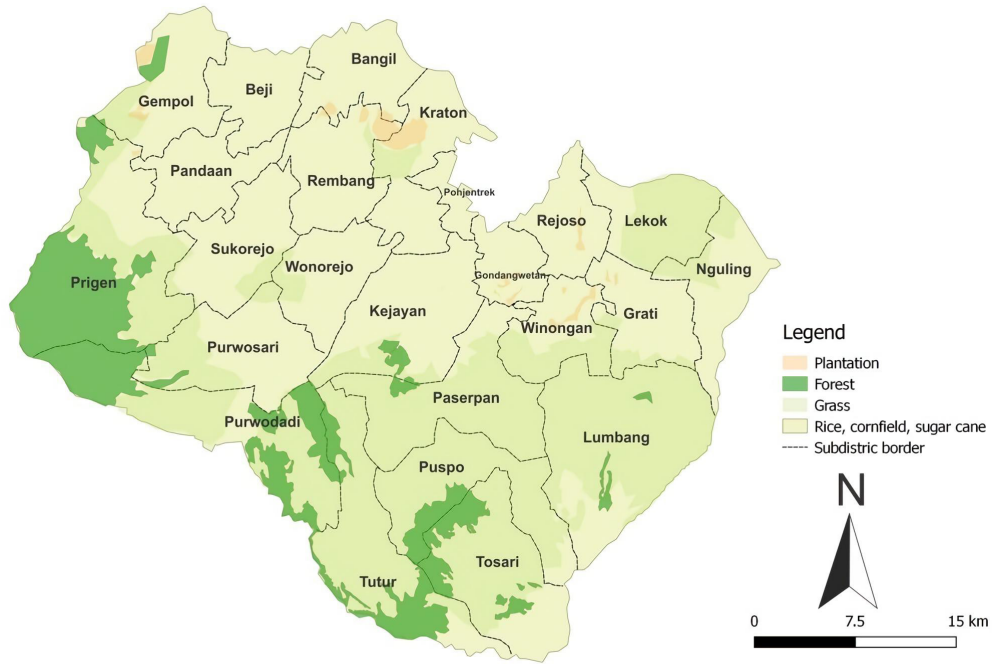 Bangil
Beji
Gempol
Kraton
Pandaan
Rembang
Pohjentrek
Rejoso
Lekok
Sukorejo
Wonorejo
Nguling
Gondangwetan
Prigen
Kejayan
Grati
Winongan
Purwosari
Paserpan
Purwodadi
Lumbang
Puspo
Tosari
Tutur
Legend
Plantation
Forest
Grass
Rice, cornfield, sugar cane
Subdistric border
N
0 7.5 15 km